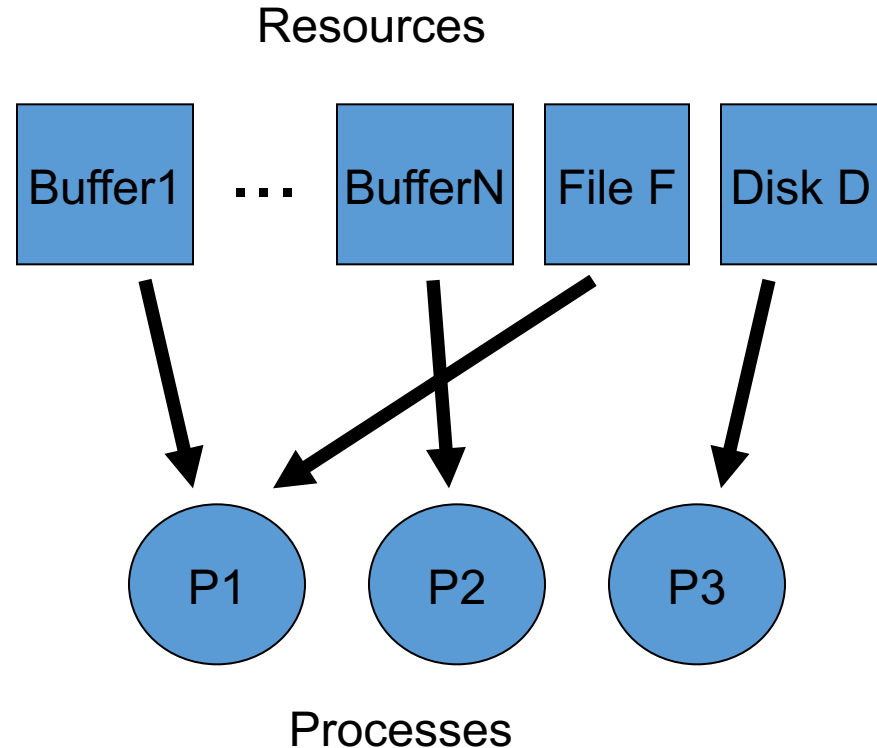 Resources
Buffer1 ... BufferN File F Disk D
P1 P2 P3
Processes